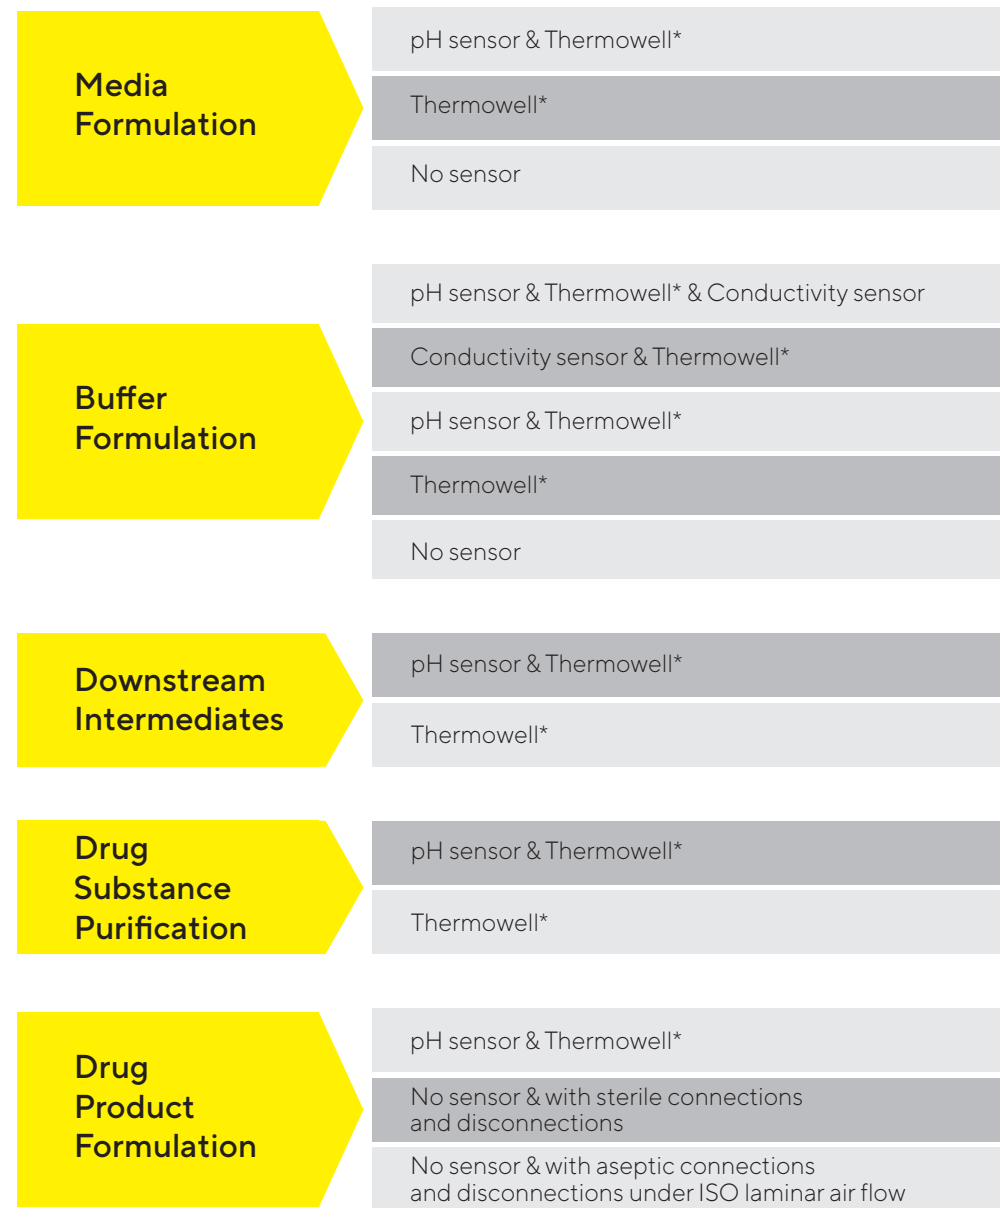 Media
Formulation
pH sensor & Thermowell*
Thermowell*
No sensor
Buffer
Formulation
pH sensor & Thermowell* & Conductivity sensor
Conductivity sensor & Thermowell*
pH sensor & Thermowell*
Thermowell*
No sensor
Downstream
Intermediates
pH sensor & Thermowell*
Thermowell*
Drug
Substance
Purification
pH sensor & Thermowell*
Thermowell*
Drug
Product
Formulation
pH sensor & Thermowell*
No sensor & with sterile connections
and disconnections
No sensor & with aseptic connections
and disconnections under ISO laminar air flow